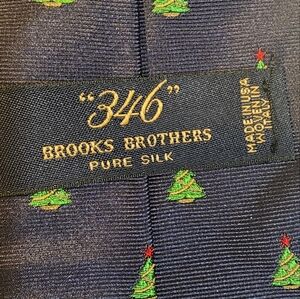 "346"
BROOKS BROTHERS
PURE SILK
MADE IN USA
WOVEN IN
ITALY